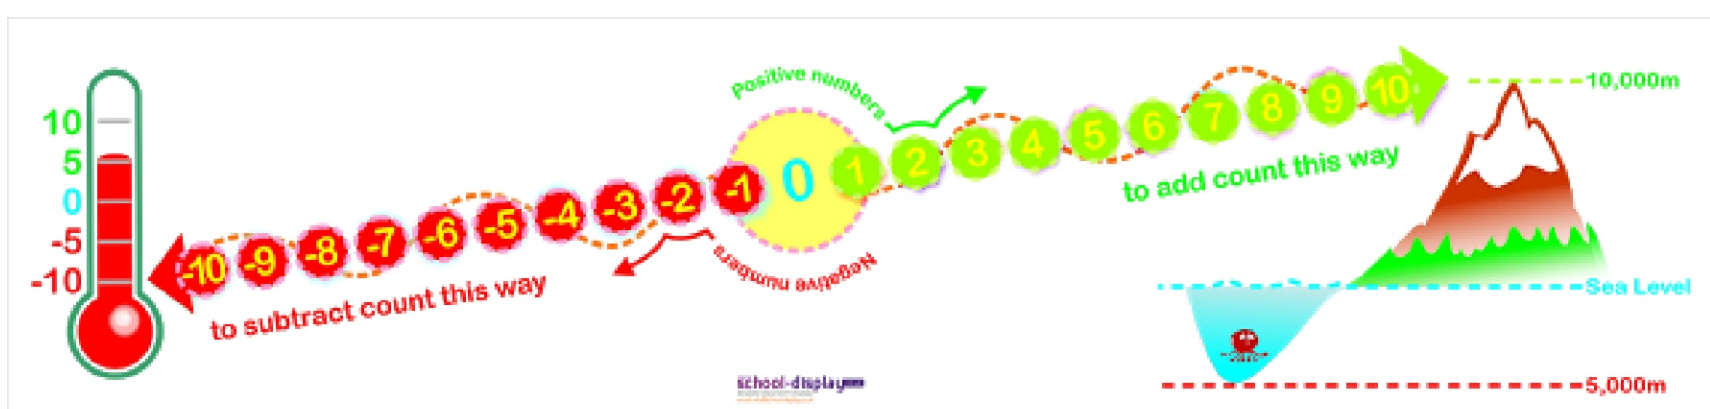 10
5
0
-5
-10
-10 -9 -8 -7 -6 -5 -4 -3 -2 -1 0 1 2 3 4 5 6 7 8 9 10
to subtract count this way
Positive numbers
Negative numbers
to add count this way
10,000m
Sea Level
5,000m
school-display